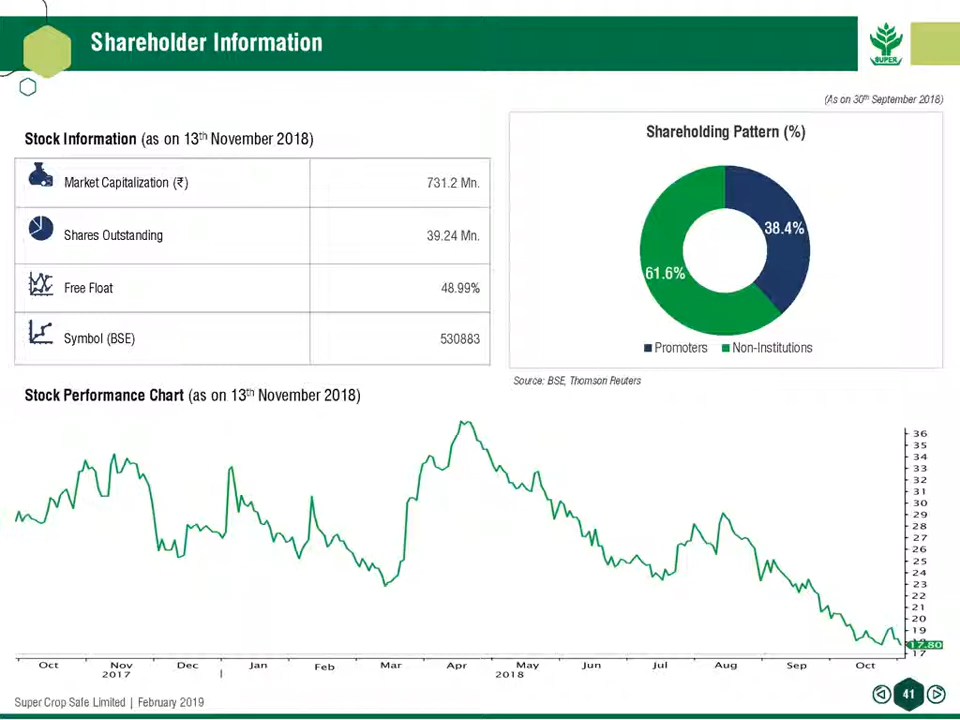 Shareholder Information
SUPER
(As on 30th September 2018)
Stock Information (as on 13th November 2018)
Market Capitalization (₹) 731.2 Mn.
Shares Outstanding 39.24 Mn.
Free Float 48.99%
Symbol (BSE) 530883
Shareholding Pattern (%)
38.4%
61.6%
Promoters Non-Institutions
Source: BSE, Thomson Reuters
Stock Performance Chart (as on 13th November 2018)
36
35
34
33
32
31
30
29
28
27
26
25
24
23
22
21
20
19
17.80
17
Oct Nov Dec Jan Feb Mar Apr May Jun Jul Aug Sep Oct
2017 2018
Super Crop Safe Limited | February 2019
41